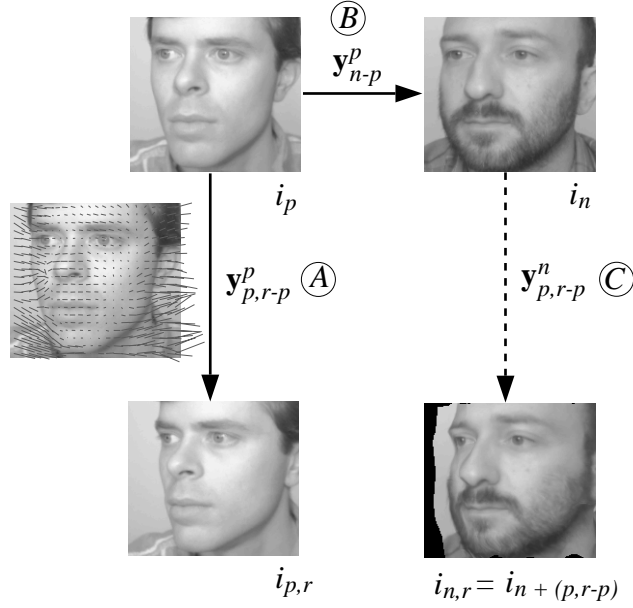 B
y^p_{n-p}
i_p
i_n
y^p_{p,r-p} A
y^n_{p,r-p} C
i_{p,r}
i_{n,r} = i_{n + (p,r-p)}